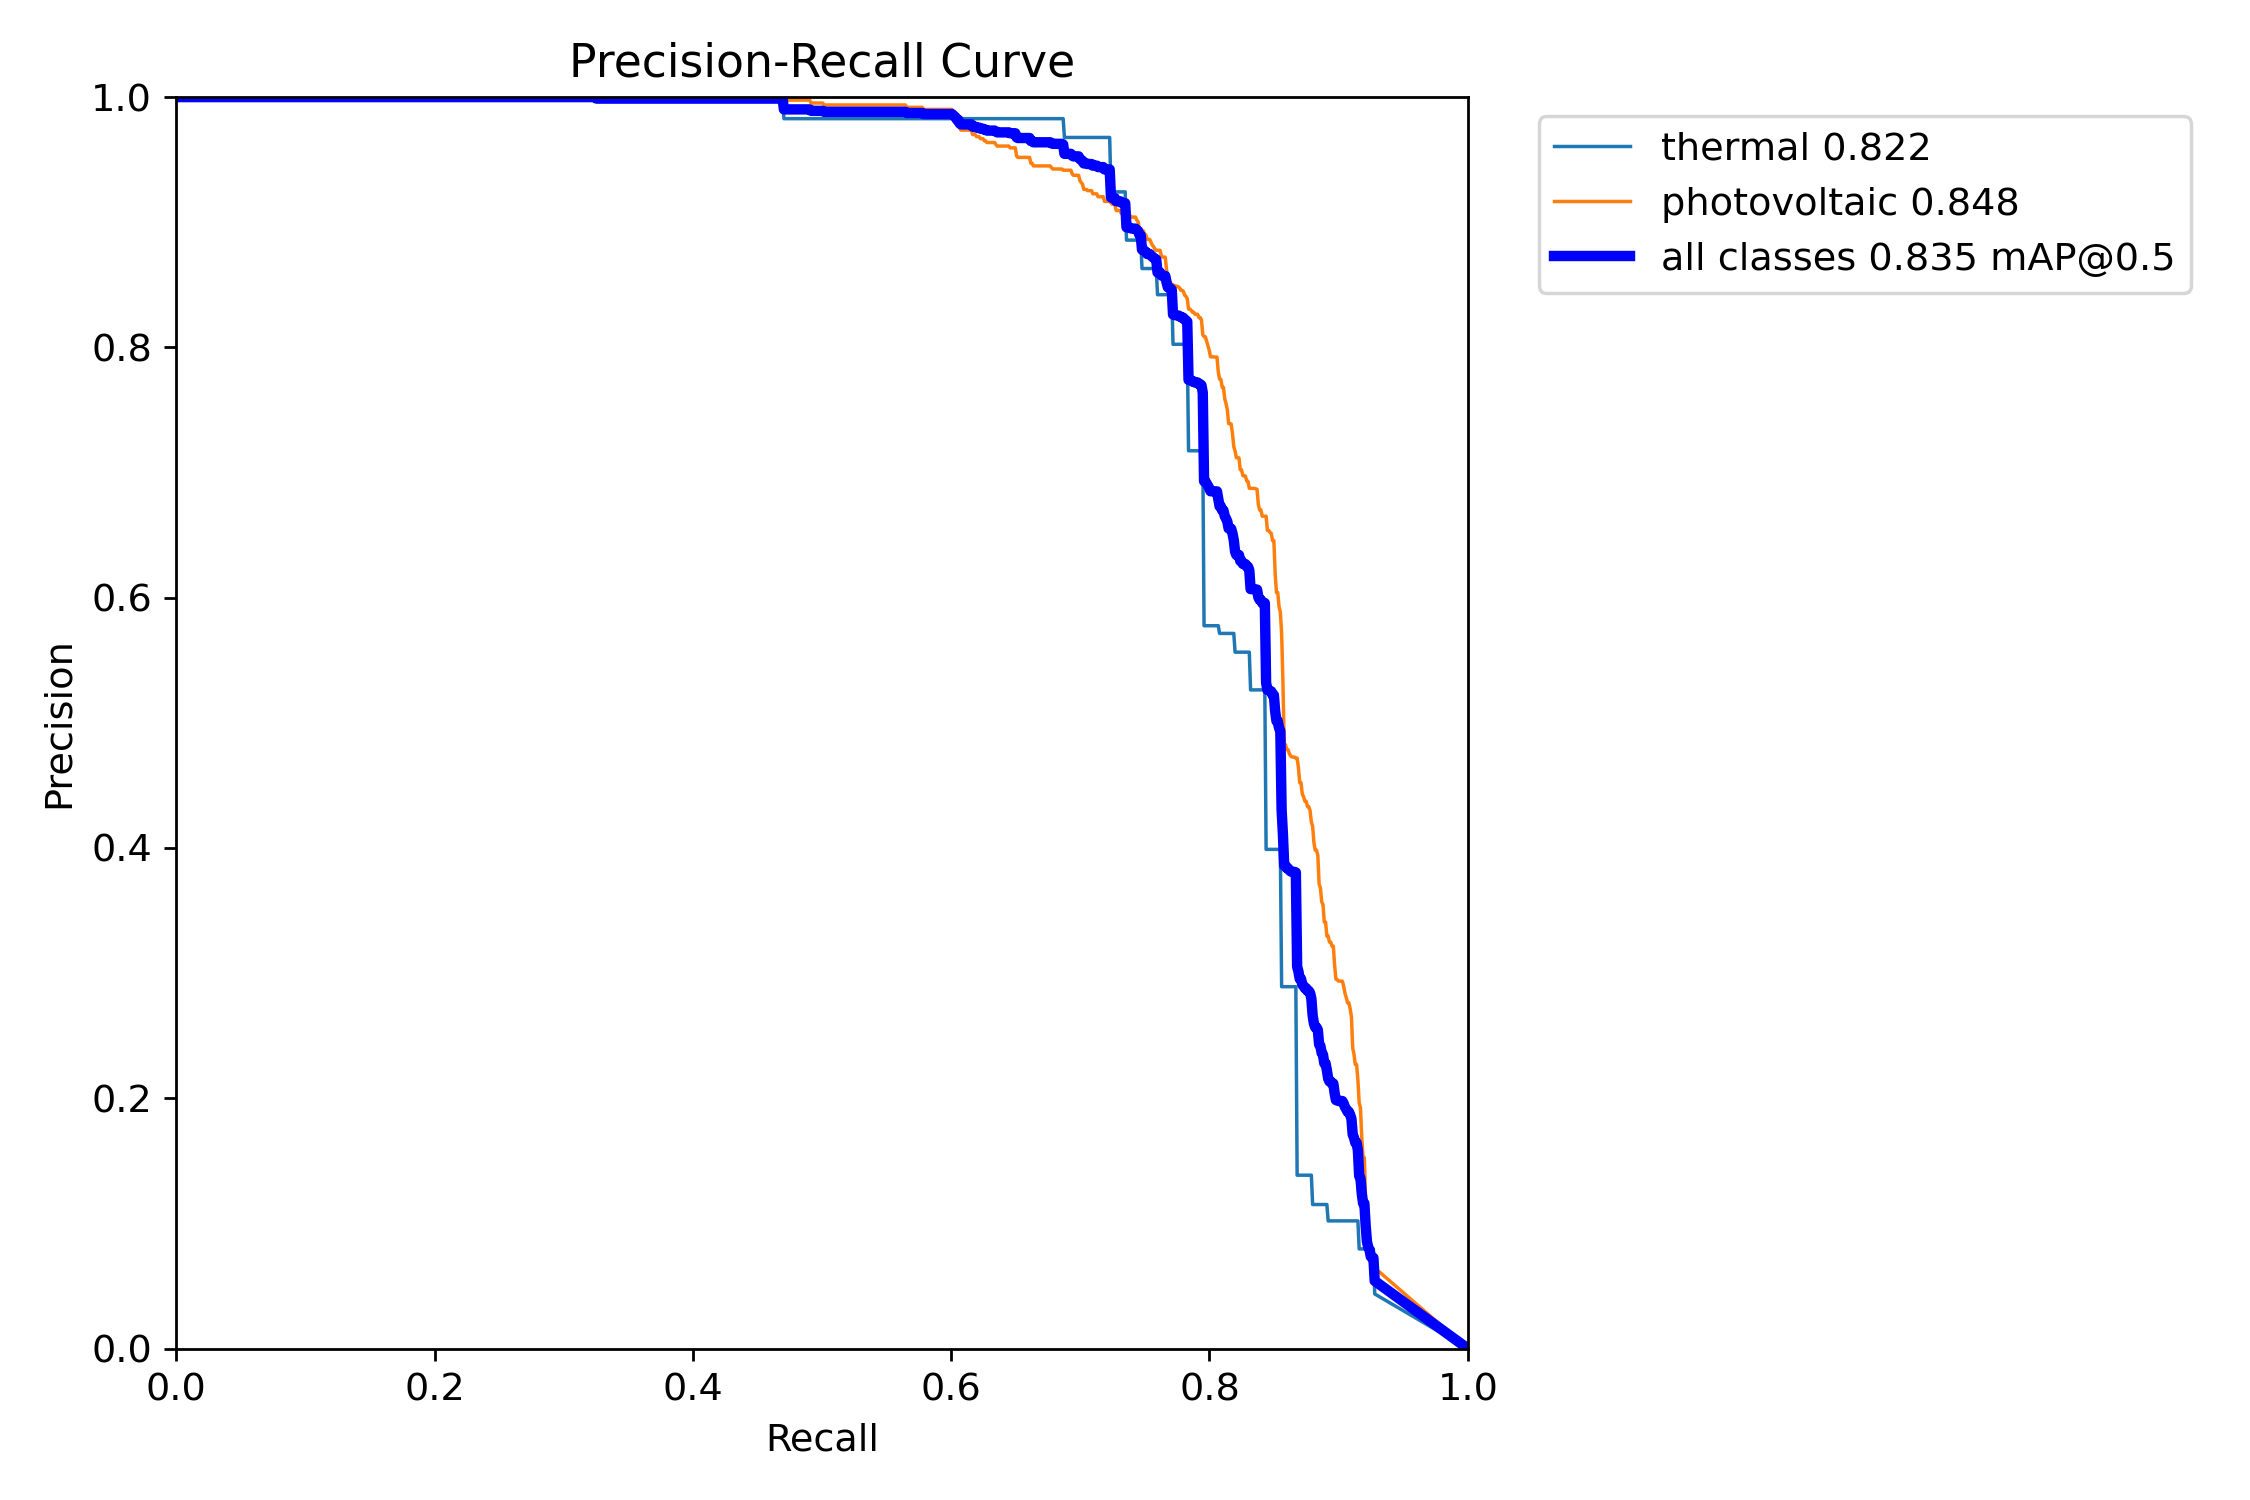 Precision-Recall Curve
1.0
0.8
0.6
0.4
0.2
0.0
Precision
0.0 0.2 0.4 0.6 0.8 1.0
Recall
thermal 0.822
photovoltaic 0.848
all classes 0.835 mAP@0.5